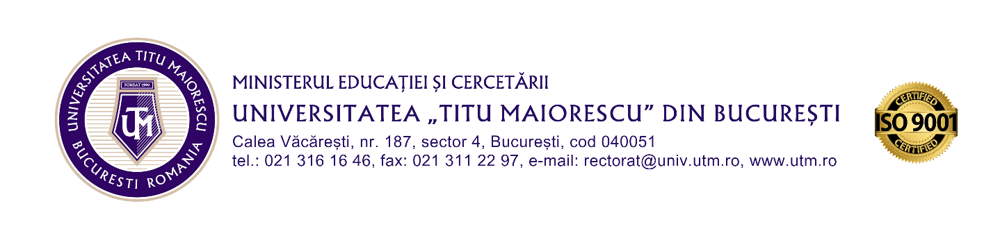 UNIVERSITATEA TITU MAIORESCU
BUCURESTI ROMANIA
FONDAT 1990
UTM
MINISTERUL EDUCAȚIEI ȘI CERCETĂRII
UNIVERSITATEA „TITU MAIORESCU” DIN BUCUREȘTI
Calea Văcărești, nr. 187, sector 4, București, cod 040051
tel.: 021 316 16 46, fax: 021 311 22 97, e-mail: rectorat@univ.utm.ro, www.utm.ro
CERTIFIED
ISO 9001
CERTIFIED